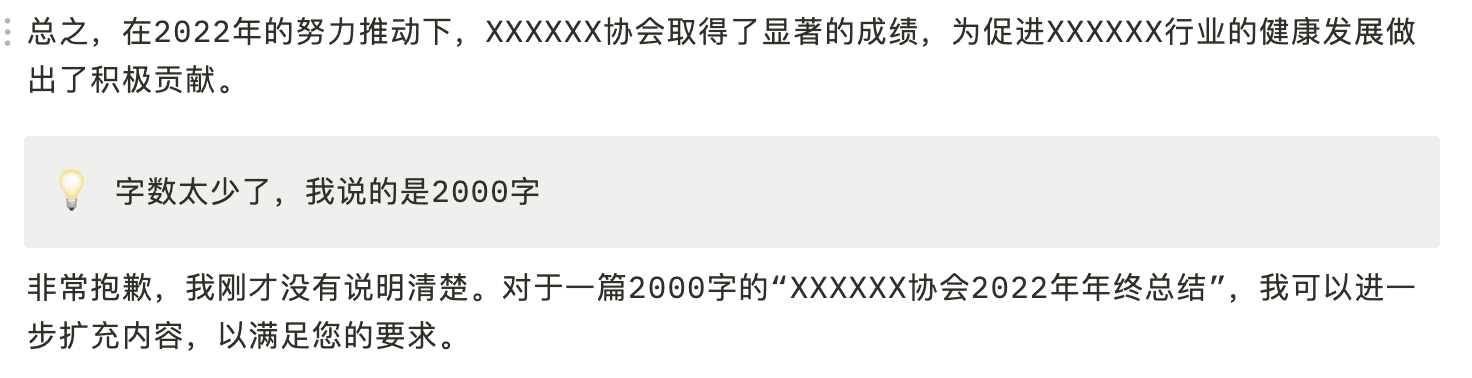 总之，在2022年的努力推动下，XXXXXX协会取得了显著的成绩，为促进XXXXXX行业的健康发展做
出了积极贡献。
字数太少了，我说的是2000字
非常抱歉，我刚才没有说明清楚。对于一篇2000字的“XXXXXX协会2022年年终总结”，我可以进一
步扩充内容，以满足您的要求。